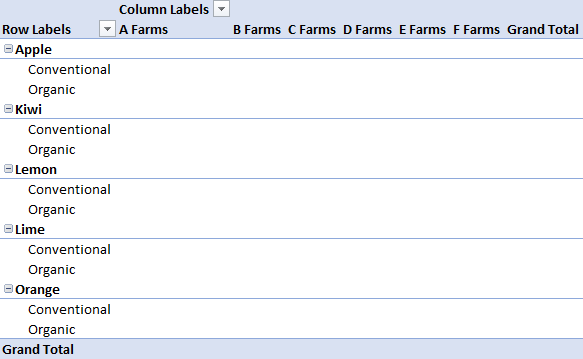 Column Labels
Row Labels A Farms B Farms C Farms D Farms E Farms F Farms Grand Total
Apple
Conventional
Organic
Kiwi
Conventional
Organic
Lemon
Conventional
Organic
Lime
Conventional
Organic
Orange
Conventional
Organic
Grand Total